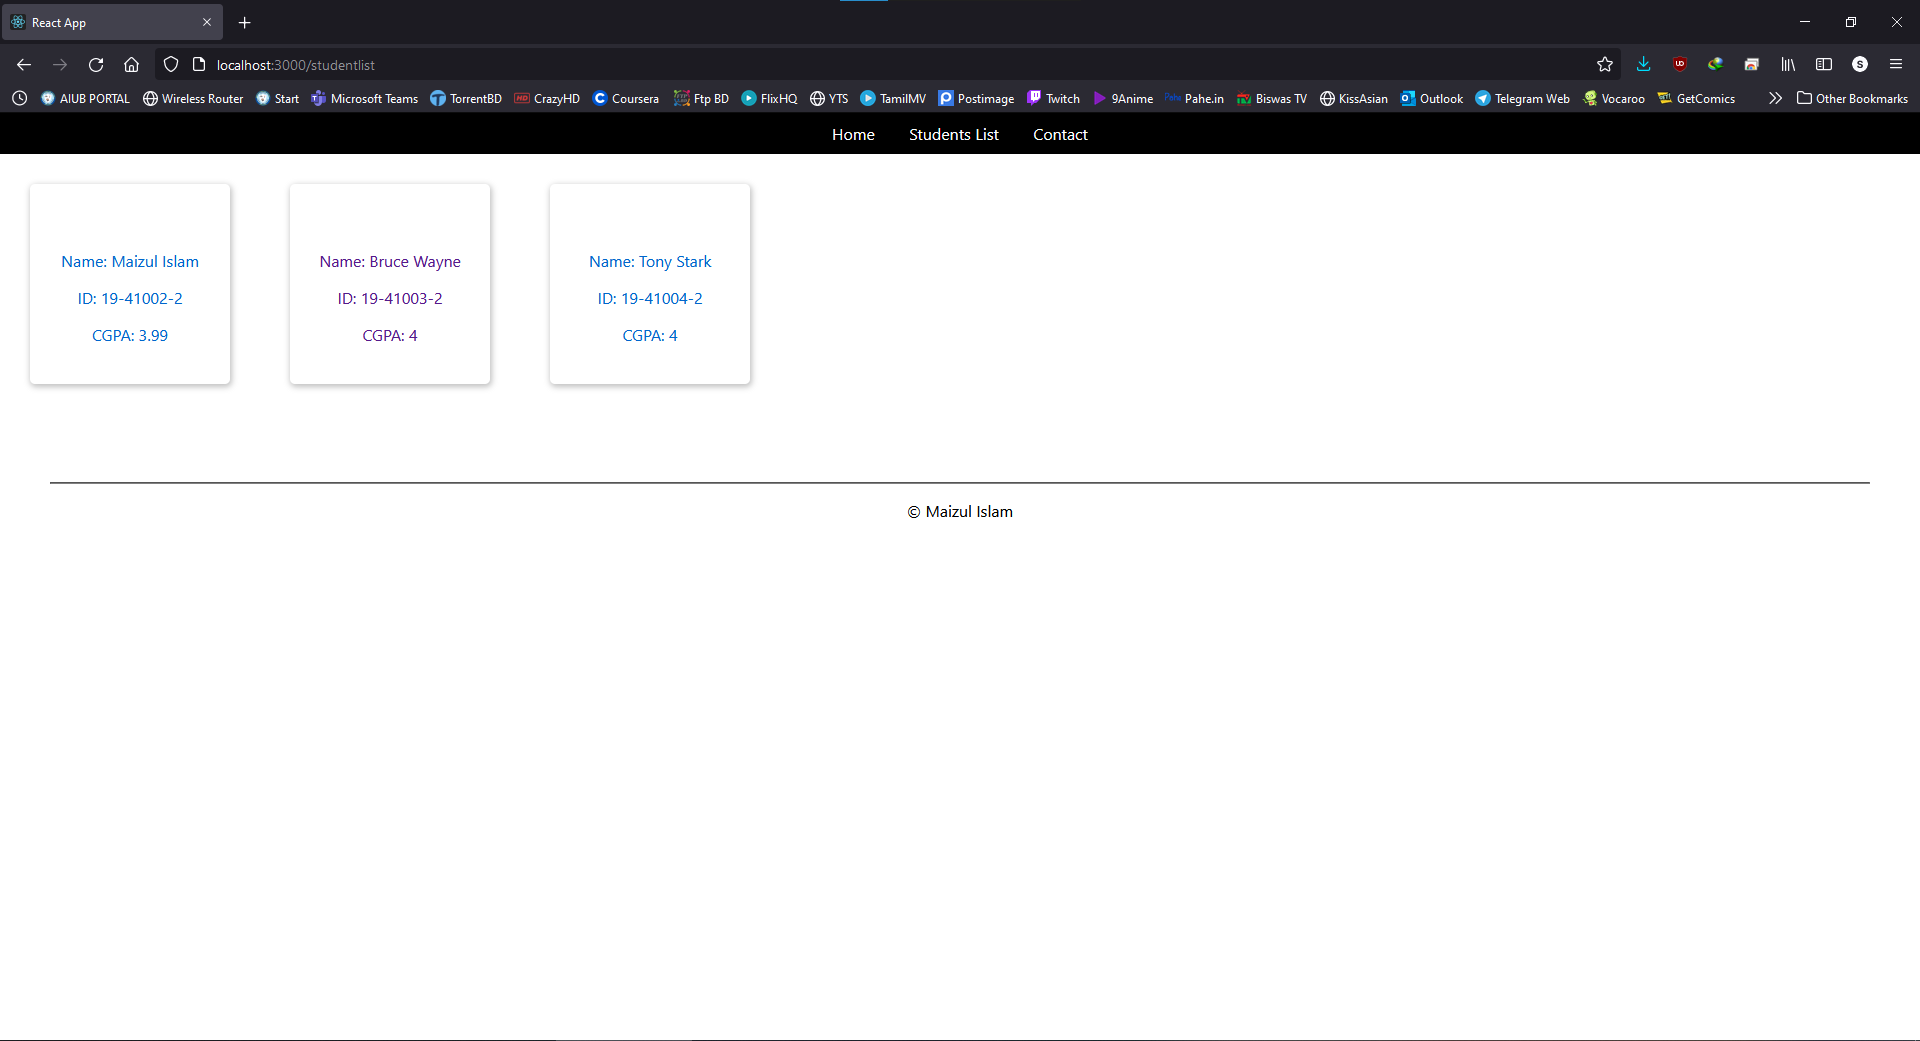 React App
localhost:3000/studentlist
AIUB PORTAL Wireless Router Start Microsoft Teams TorrentBD CrazyHD Coursera Ftp BD FlixHQ YTS TamilMV Postimage Twitch 9Anime Pahe.in Biswas TV KissAsian Outlook Telegram Web Vocaroo GetComics Other Bookmarks
Home Students List Contact
Name: Maizul Islam
ID: 19-41002-2
CGPA: 3.99
Name: Bruce Wayne
ID: 19-41003-2
CGPA: 4
Name: Tony Stark
ID: 19-41004-2
CGPA: 4
© Maizul Islam